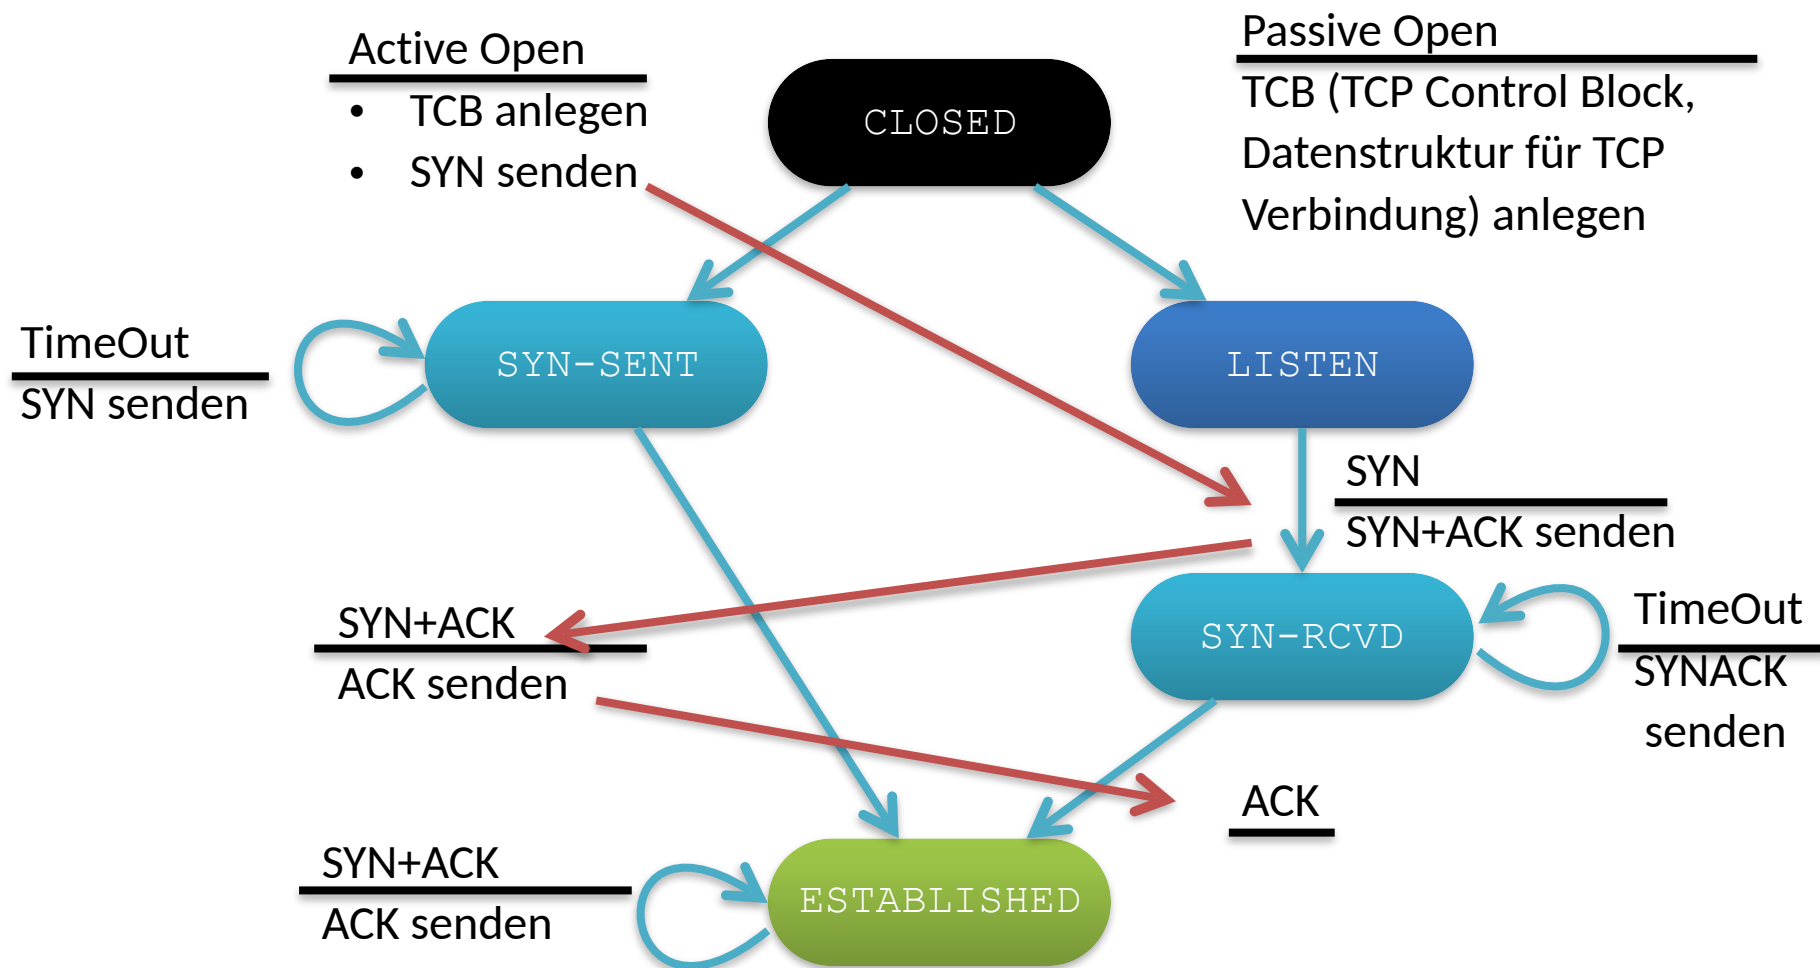 Active Open
• TCB anlegen
• SYN senden
CLOSED
Passive Open
TCB (TCP Control Block,
Datenstruktur für TCP
Verbindung) anlegen
TimeOut
SYN senden
SYN-SENT
LISTEN
SYN
SYN+ACK senden
SYN+ACK
ACK senden
SYN-RCVD
TimeOut
SYNACK
senden
ACK
SYN+ACK
ACK senden
ESTABLISHED